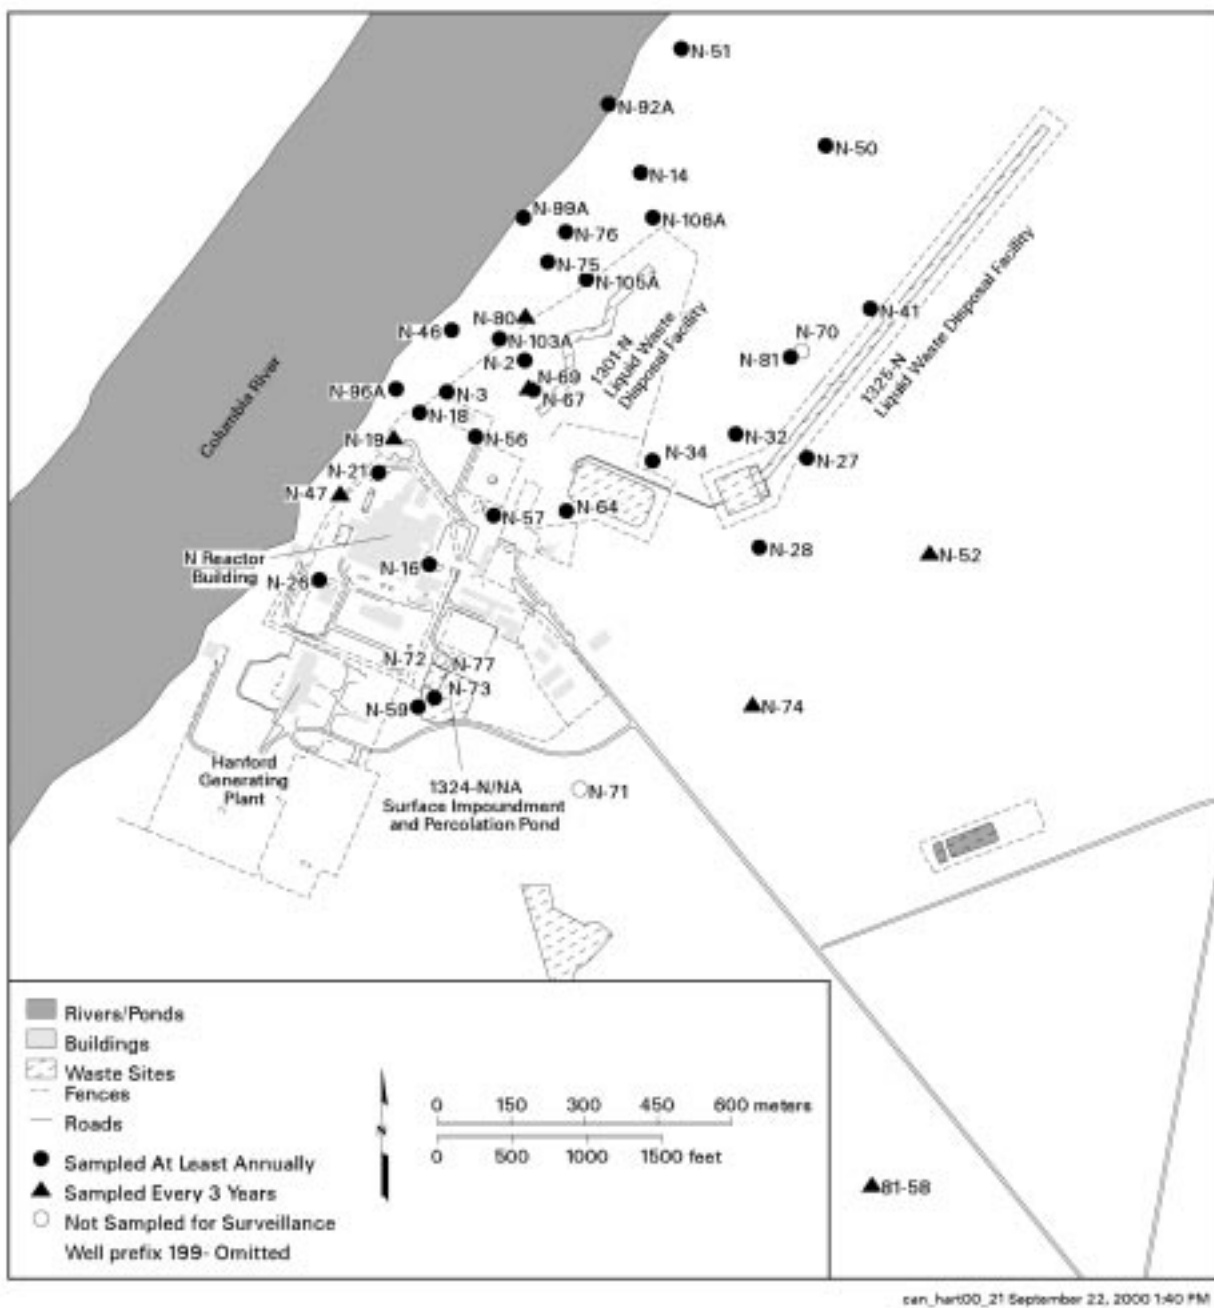 N-51
N-92A
N-50
N-14
N-99A
N-106A
N-76
N-75
N-105A
N-80
N-41
N-46
N-103A
N-70
N-2
N-81
1301-N
Liquid Waste
Disposal Facility
1325-N
Liquid Waste Disposal Facility
Columbia River
N-69
N-96A
N-3
N-67
N-18
N-19
N-56
N-32
N-34
N-27
N-21
N-47
N-57
N-64
N-28
N-52
N Reactor
Building
N-16
N-26
N-72
N-77
N-73
N-59
N-74
Hanford
Generating
Plant
1324-N/NA
Surface Impoundment
and Percolation Pond
N-71
Rivers/Ponds
Buildings
Waste Sites
Fences
Roads
Sampled At Least Annually
Sampled Every 3 Years
Not Sampled for Surveillance
Well prefix 199- Omitted
N
0 150 300 450 600 meters
0 500 1000 1500 feet
81-58
can_hart00_21 September 22, 2000 1:40 PM